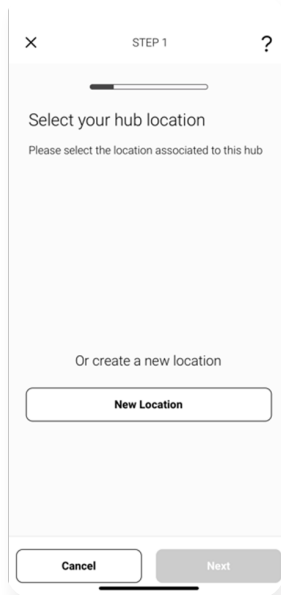 STEP 1
?
Select your hub location
Please select the location associated to this hub
Or create a new location
New Location
Cancel
Next